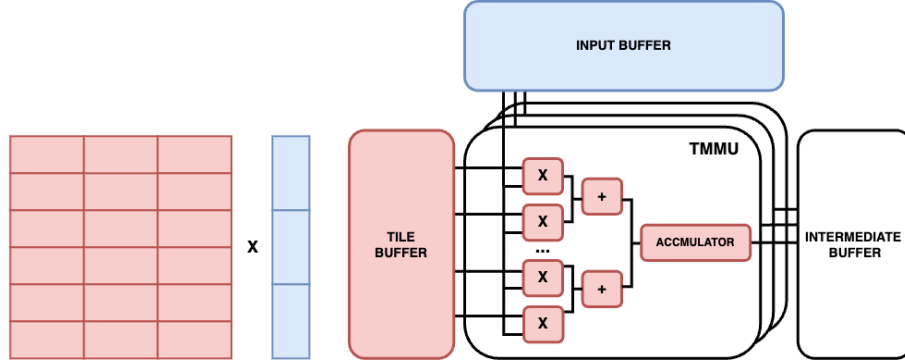 INPUT BUFFER
TMMU
X
+
X
X
TILE
BUFFER
...
ACCMULATOR
INTERMEDIATE
BUFFER
X
+
X